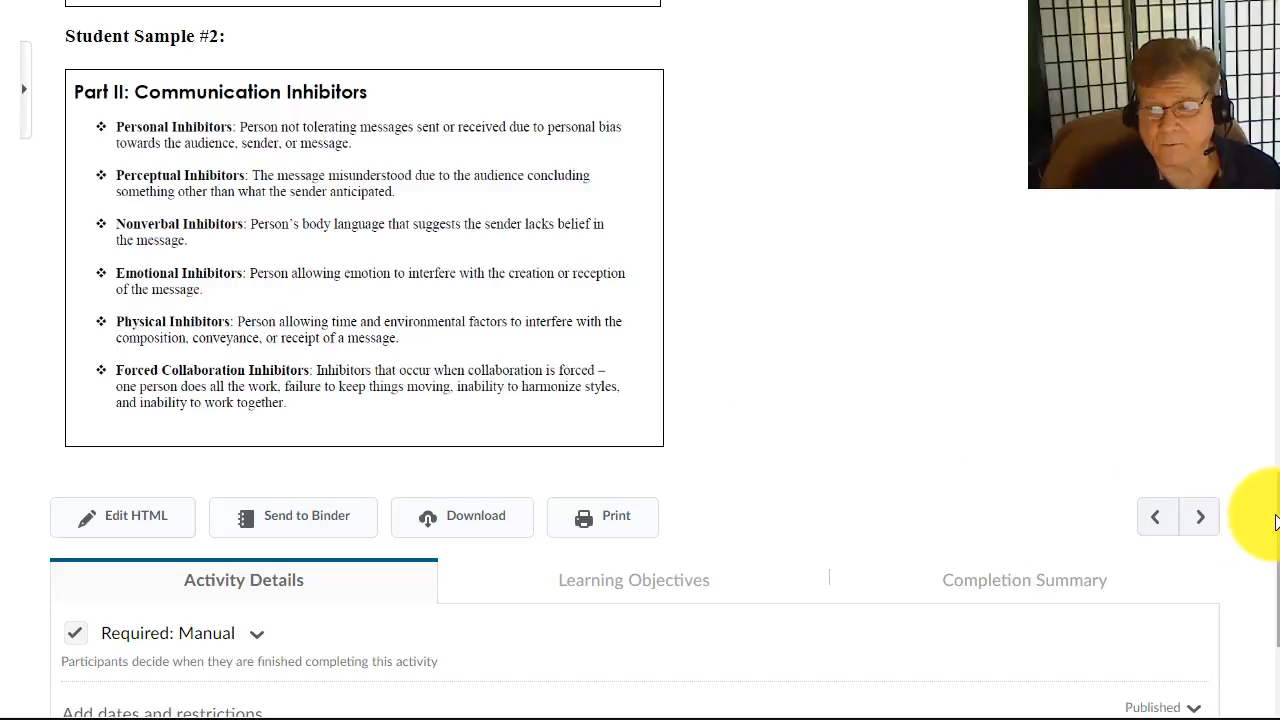 Student Sample #2:
Part II: Communication Inhibitors
❖ Personal Inhibitors: Person not tolerating messages sent or received due to personal bias
towards the audience, sender, or message.
❖ Perceptual Inhibitors: The message misunderstood due to the audience concluding
something other than what the sender anticipated.
❖ Nonverbal Inhibitors: Person's body language that suggests the sender lacks belief in
the message.
❖ Emotional Inhibitors: Person allowing emotion to interfere with the creation or reception
of the message.
❖ Physical Inhibitors: Person allowing time and environmental factors to interfere with the
composition, conveyance, or receipt of a message.
❖ Forced Collaboration Inhibitors: Inhibitors that occur when collaboration is forced –
one person does all the work, failure to keep things moving, inability to harmonize styles,
and inability to work together.
Edit HTML Send to Binder Download Print
Activity Details Learning Objectives Completion Summary
Required: Manual
Participants decide when they are finished completing this activity
Published
Add dates and restrictions